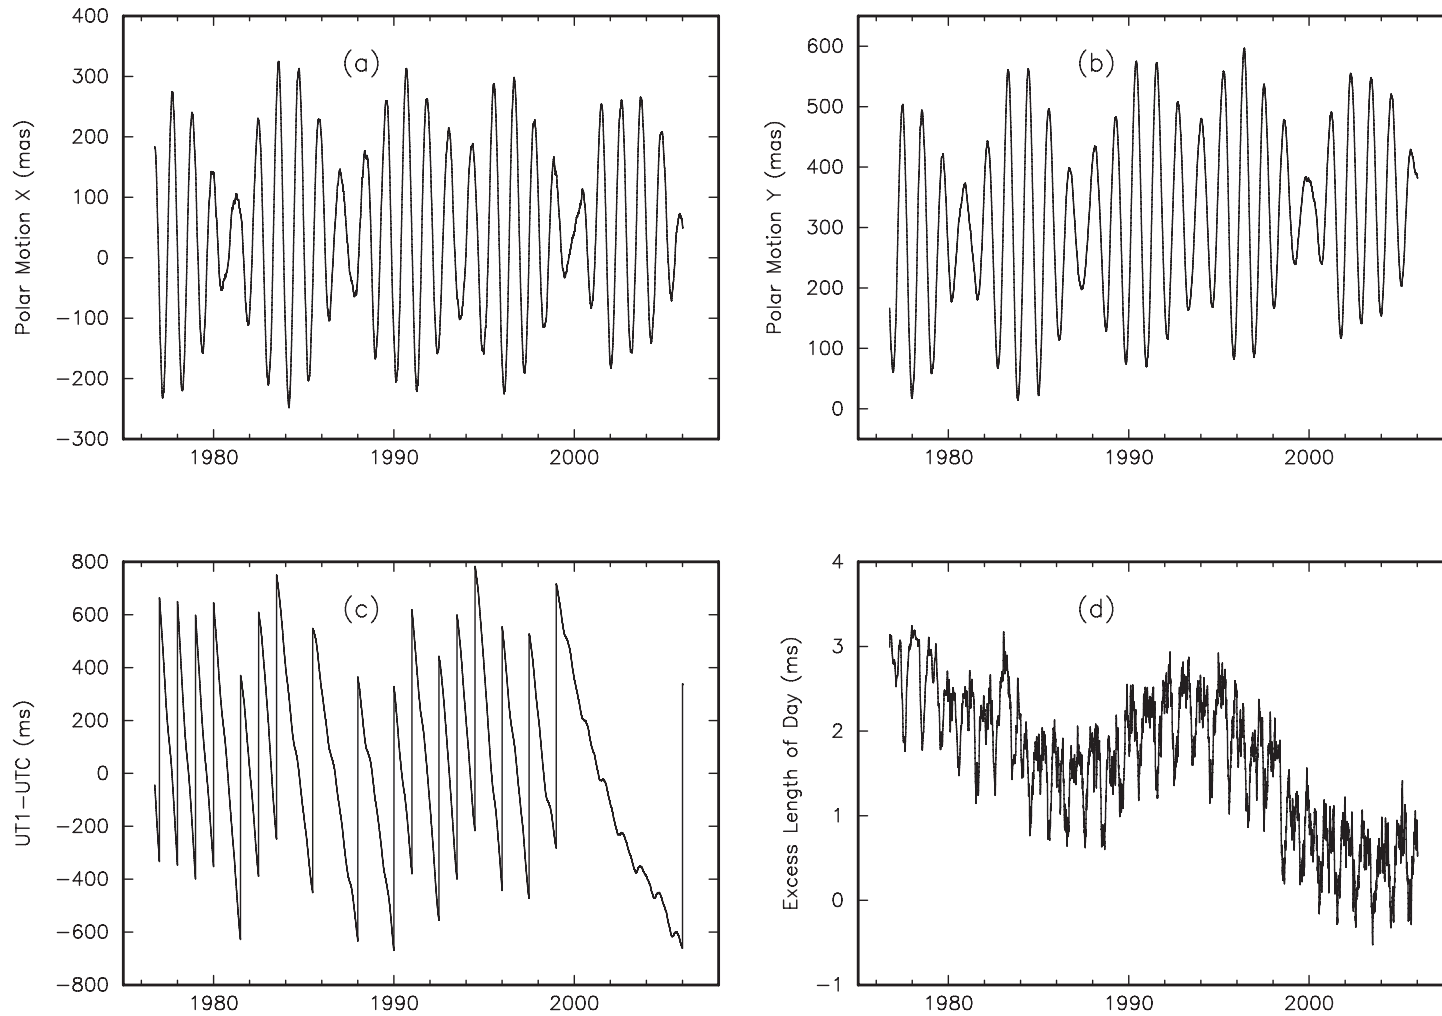 400
300
200
100
0
−100
−200
−300
Polar Motion X (mas)
(a)
1980 1990 2000
600
500
400
300
200
100
0
Polar Motion Y (mas)
(b)
1980 1990 2000
800
600
400
200
0
−200
−400
−600
−800
UT1−UTC (ms)
(c)
1980 1990 2000
4
3
2
1
0
−1
Excess Length of Day (ms)
(d)
1980 1990 2000